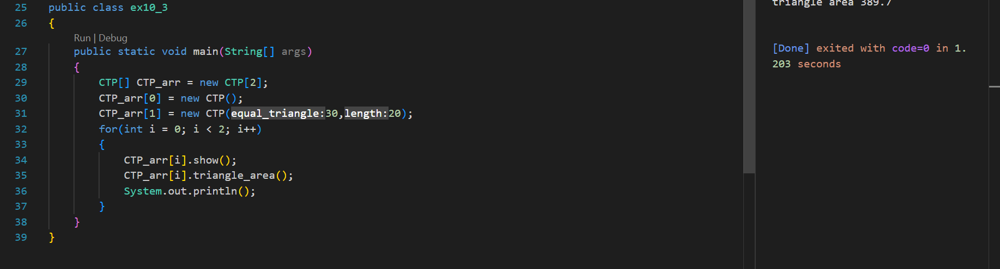 25 public class ex10_3
26 {
Run | Debug
27 public static void main(String[] args)
28 {
29 CTP[] CTP_arr = new CTP[2];
30 CTP_arr[0] = new CTP();
31 CTP_arr[1] = new CTP(equal_triangle:30,length:20);
32 for(int i = 0; i < 2; i++)
33 {
34 CTP_arr[i].show();
35 CTP_arr[i].triangle_area();
36 System.out.println();
37 }
38 }
39 }
triangle area 389.7
[Done] exited with code=0 in 1.
203 seconds